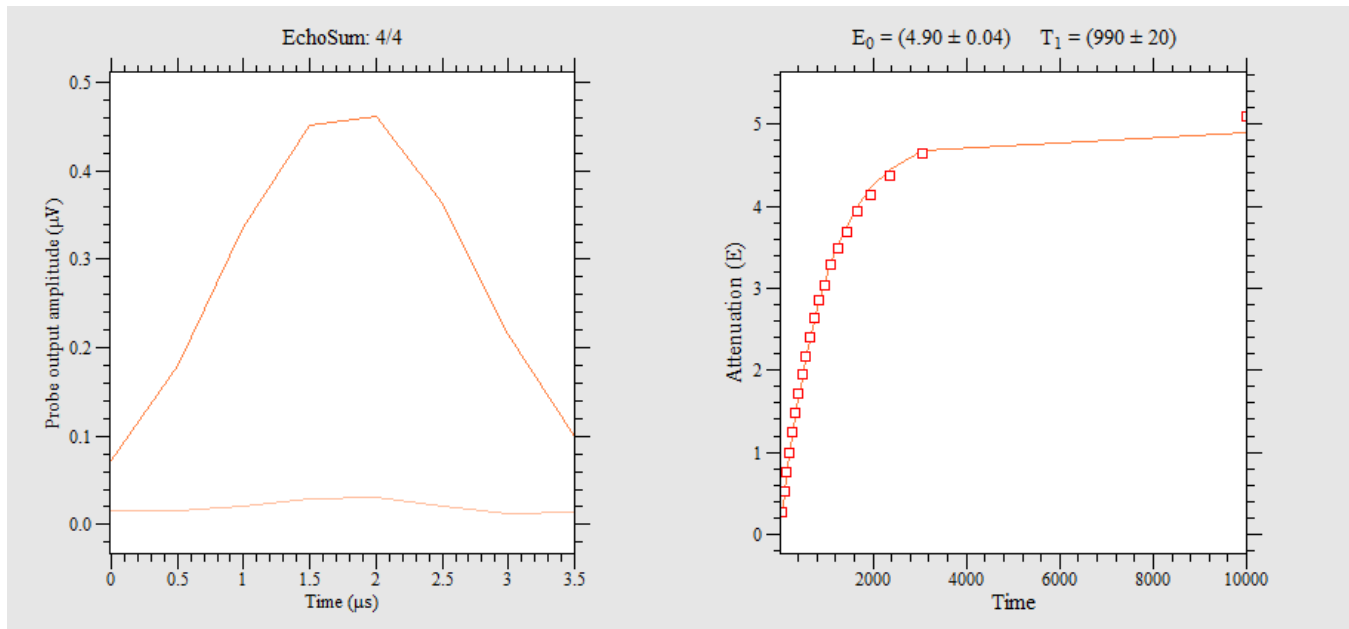 EchoSum: 4/4
Probe output amplitude (µV)
0.5
0.4
0.3
0.2
0.1
0.0
0 0.5 1 1.5 2 2.5 3 3.5
Time (µs)
E₀ = (4.90 ± 0.04) T₁ = (990 ± 20)
Attenuation (E)
5
4
3
2
1
0
2000 4000 6000 8000 10000
Time